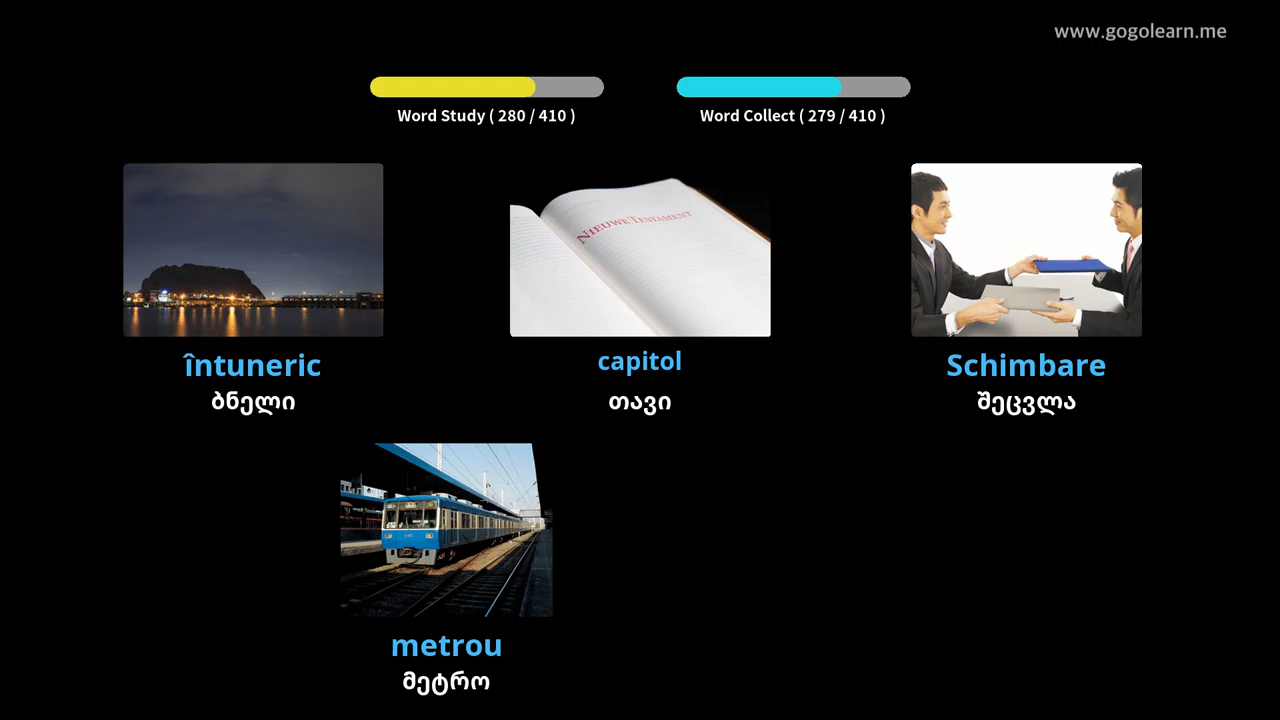 www.gogolearn.me
Word Study ( 280 / 410 )
Word Collect ( 279 / 410 )
NIEUWE TESTAMENT
întuneric
ბნელი
capitol
თავი
Schimbare
შეცვლა
metrou
მეტრო